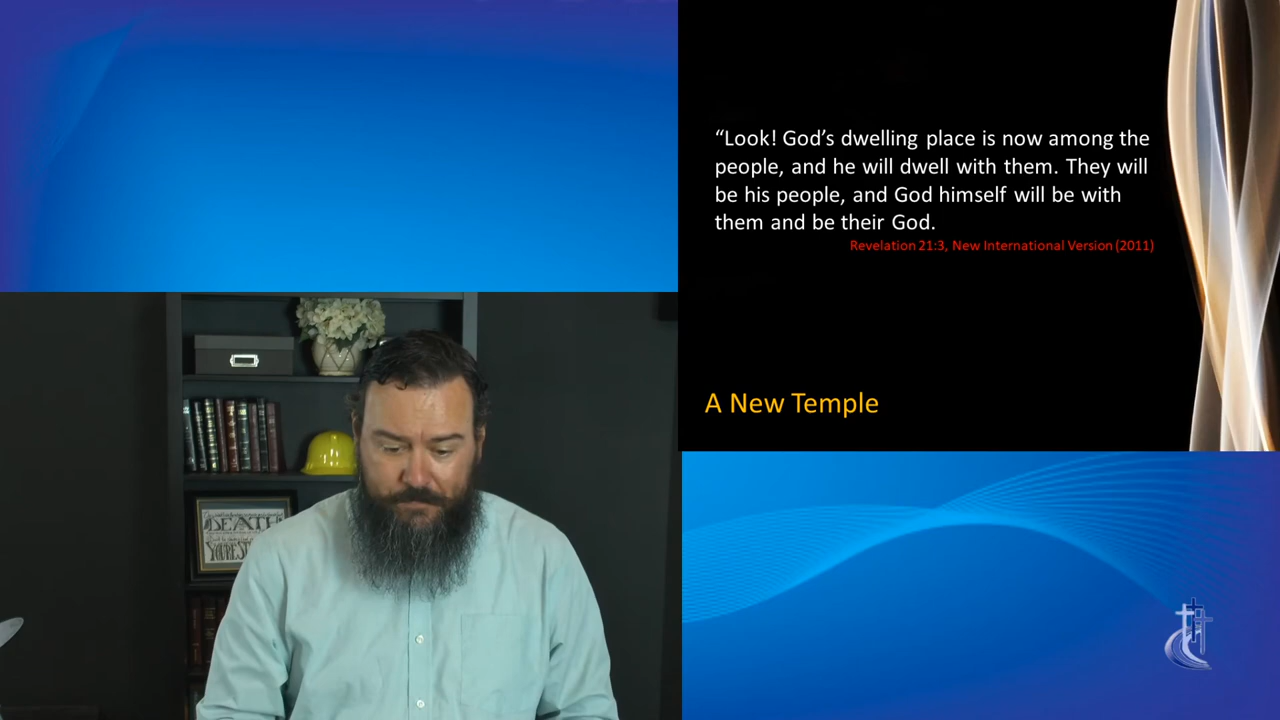 “Look! God’s dwelling place is now among the
people, and he will dwell with them. They will
be his people, and God himself will be with
them and be their God.
Revelation 21:3, New International Version (2011)
A New Temple
DEATH